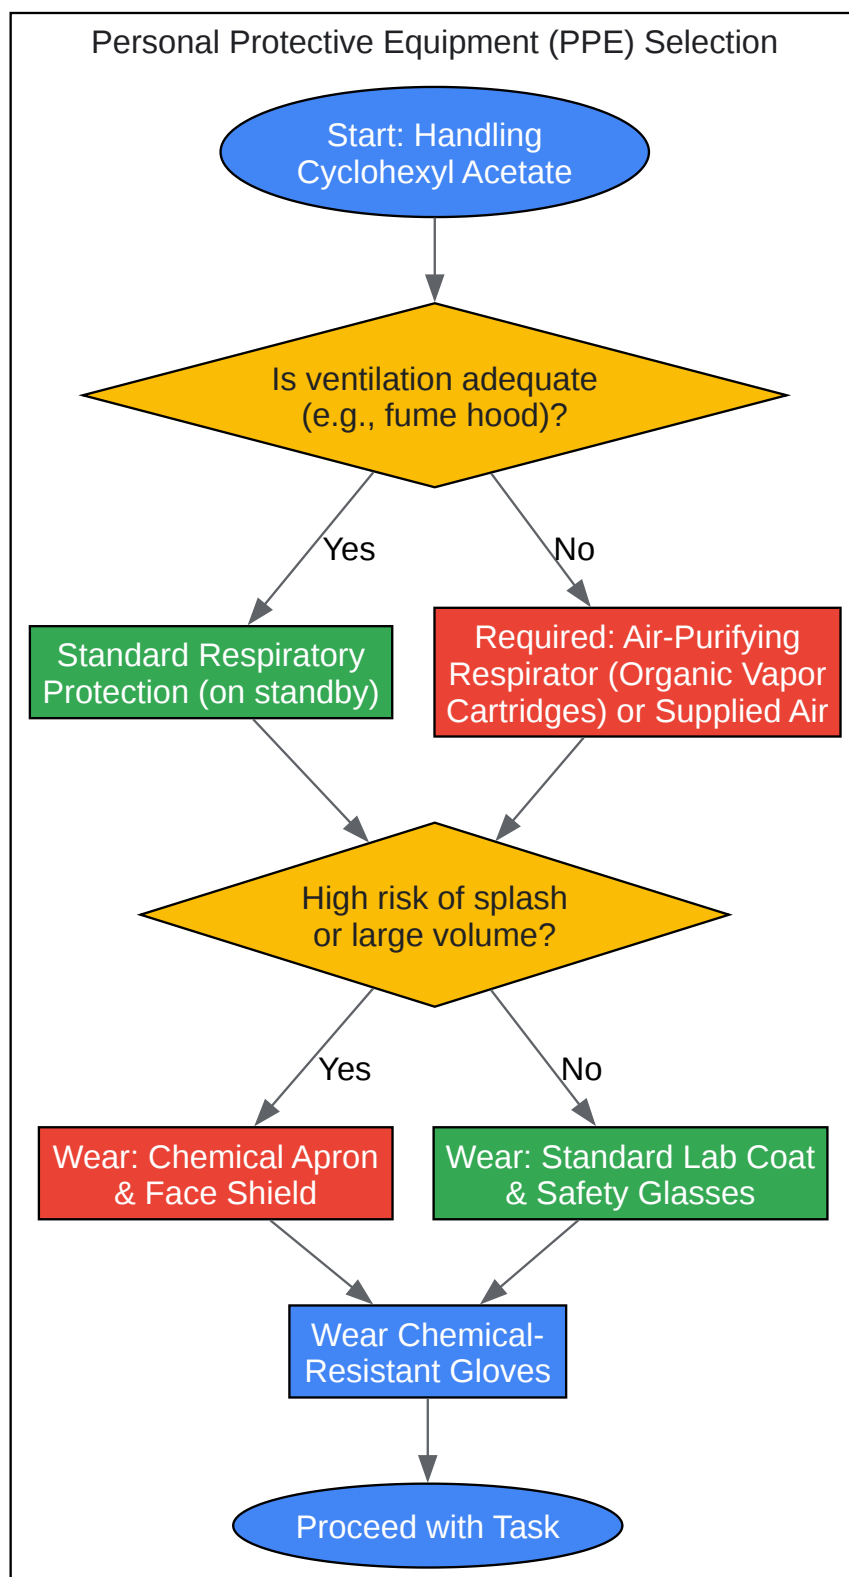 Personal Protective Equipment (PPE) Selection
Start: Handling
Cyclohexyl Acetate
Is ventilation adequate
(e.g., fume hood)?
Yes
No
Standard Respiratory
Protection (on standby)
Required: Air-Purifying
Respirator (Organic Vapor
Cartridges) or Supplied Air
High risk of splash
or large volume?
Yes
No
Wear: Chemical Apron
& Face Shield
Wear: Standard Lab Coat
& Safety Glasses
Wear Chemical-
Resistant Gloves
Proceed with Task